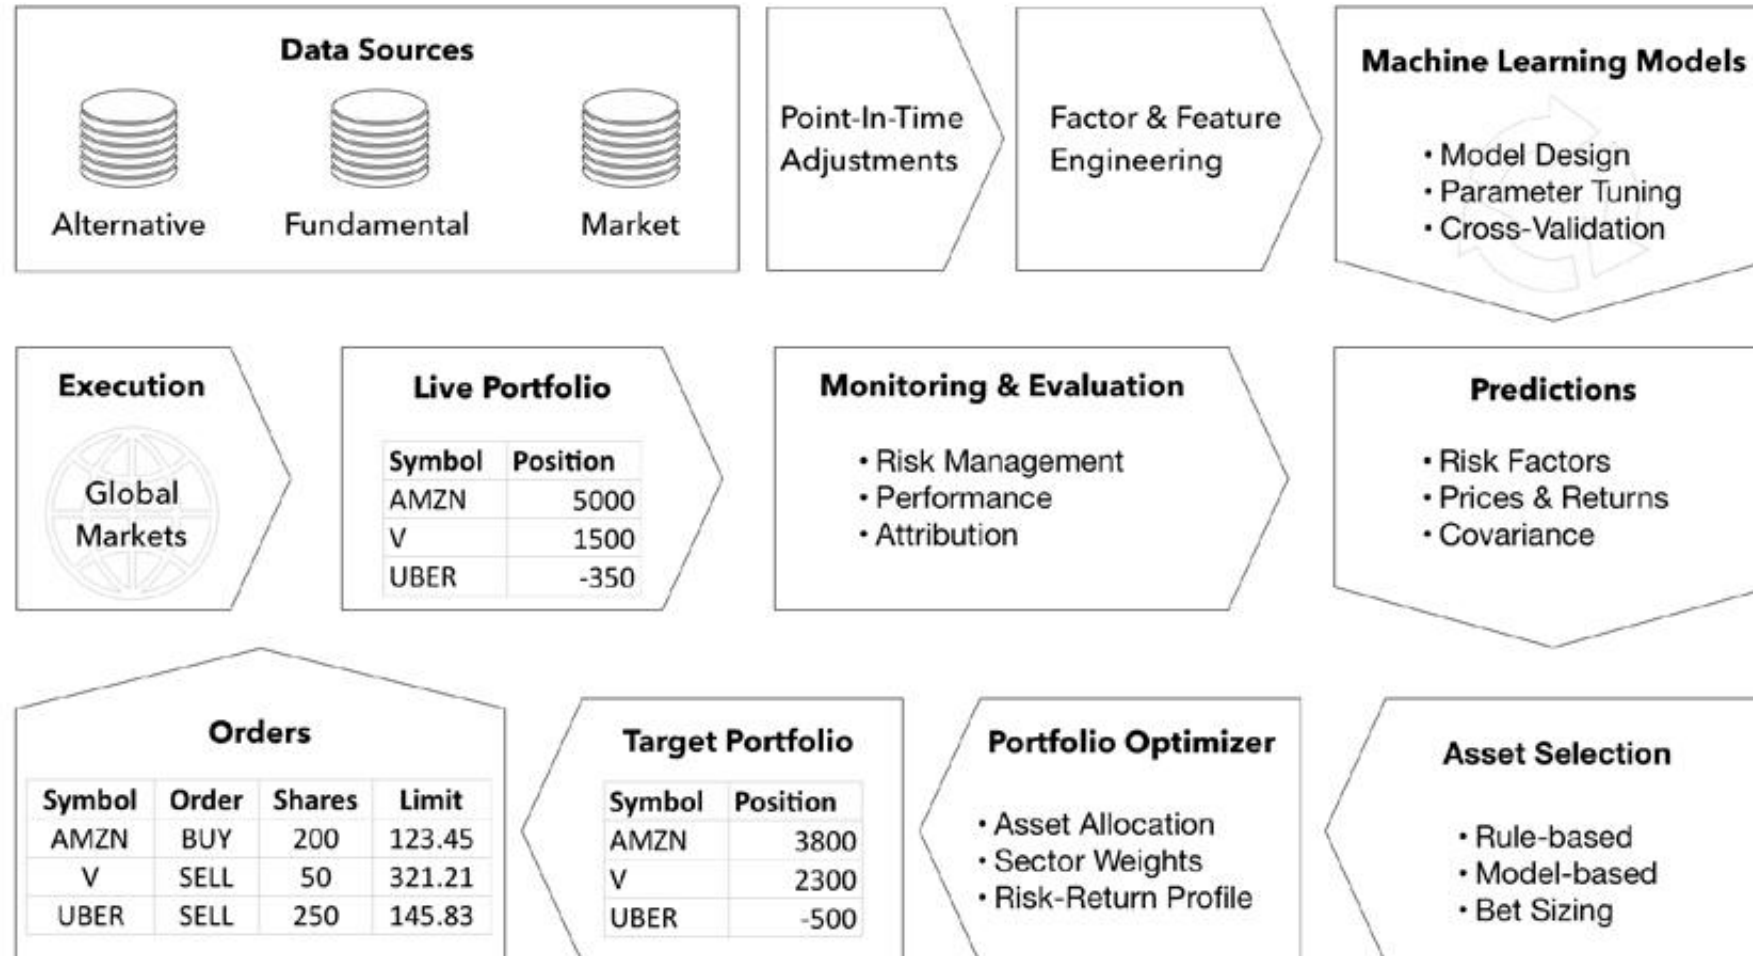 Data Sources
Alternative
Fundamental
Market
Point-In-Time
Adjustments
Factor & Feature
Engineering
Machine Learning Models
• Model Design
• Parameter Tuning
• Cross-Validation
Execution
Global
Markets
Live Portfolio
Symbol Position
AMZN 5000
V 1500
UBER -350
Monitoring & Evaluation
• Risk Management
• Performance
• Attribution
Predictions
• Risk Factors
• Prices & Returns
• Covariance
Orders
Symbol Order Shares Limit
AMZN BUY 200 123.45
V SELL 50 321.21
UBER SELL 250 145.83
Target Portfolio
Symbol Position
AMZN 3800
V 2300
UBER -500
Portfolio Optimizer
• Asset Allocation
• Sector Weights
• Risk-Return Profile
Asset Selection
• Rule-based
• Model-based
• Bet Sizing